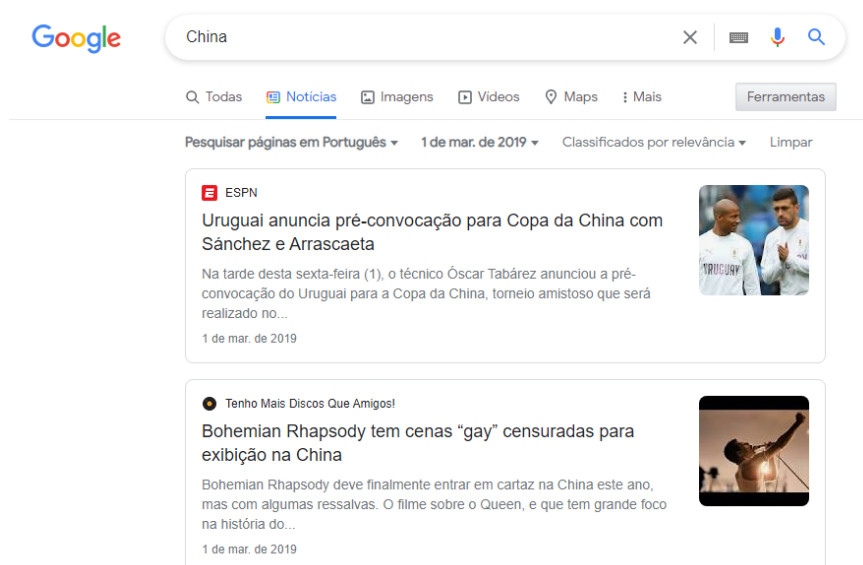 Google
China
Todas Notícias Imagens Vídeos Maps Mais Ferramentas
Pesquisar páginas em Português 1 de mar. de 2019 Classificados por relevância Limpar
ESPN
Uruguai anuncia pré-convocação para Copa da China com
Sánchez e Arrascaeta
Na tarde desta sexta-feira (1), o técnico Óscar Tabárez anunciou a pré-
convocação do Uruguai para a Copa da China, torneio amistoso que será
realizado no...
1 de mar. de 2019
URUGUAY
Tenho Mais Discos Que Amigos!
Bohemian Rhapsody tem cenas “gay” censuradas para
exibição na China
Bohemian Rhapsody deve finalmente entrar em cartaz na China este ano,
mas com algumas ressalvas. O filme sobre o Queen, e que tem grande foco
na história do...
1 de mar. de 2019